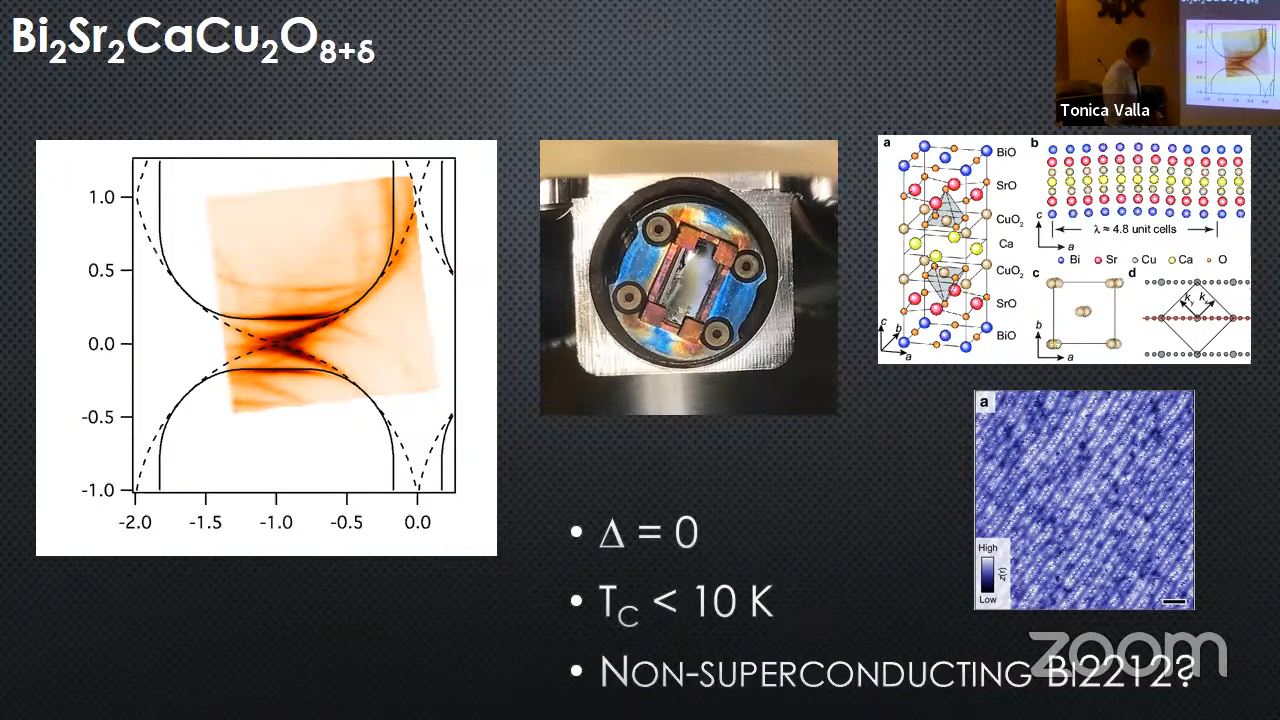 Bi2Sr2CaCu2O8+δ
Tonica Valla
1.0
0.5
0.0
-0.5
-1.0
-2.0 -1.5 -1.0 -0.5 0.0
a
BiO
SrO
CuO2
Ca
CuO2
SrO
BiO
c
b
a
b
c
a
λ ≈ 4.8 unit cells
Bi Sr Cu Ca O
c
b
a
d
a
High
z(r)
Low
• Δ = 0
• TC < 10 K
• Non-superconducting Bi2212?
zoom